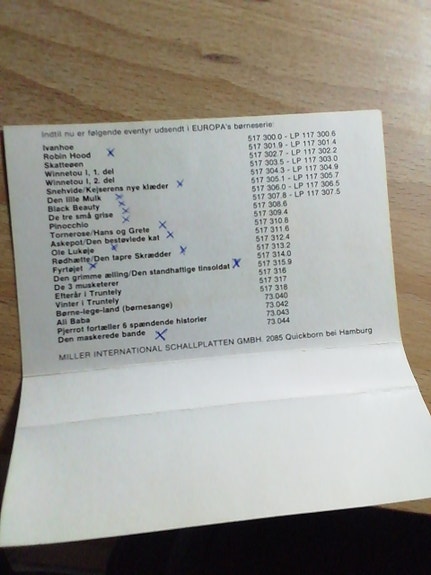 Indtil nu er følgende eventyr udsendt i EUROPA's børneserie:
Ivanhoe 517 300.0 - LP 117 300.6
Robin Hood x 517 301.9 - LP 117 301.4
Skatteøen 517 302.7 - LP 117 302.2
Winnetou I, 1. del 517 303.5 - LP 117 303.0
Winnetou I, 2. del 517 304.3 - LP 117 304.9
Snehvide/Kejserens nye klæder x 517 305.1 - LP 117 305.7
Den lille Mulk x 517 306.0 - LP 117 306.5
Black Beauty x 517 307.8 - LP 117 307.5
De tre små grise x 517 308.6
Pinocchio 517 309.4
Tornerose/Hans og Grete x 517 310.8
Askepot/Den bestøvlede kat x 517 311.6
Ole Lukøje x 517 312.4
Rødhætte/Den tapre Skrædder x 517 313.2
Fyrtøjet x 517 314.0
Den grimme ælling/Den standhaftige tinsoldat x 517 315.9
De 3 musketerer 517 316
Efterår i Truntely 517 317
Vinter i Truntely 517 318
Børne-lege-land (børnesange) 73.040
Ali Baba 73.042
Pjerrot fortæller 6 spændende historier 73.043
Den maskerede bande x 73.044
MILLER INTERNATIONAL SCHALLPLATTEN GMBH. 2085 Quickborn bei Hamburg